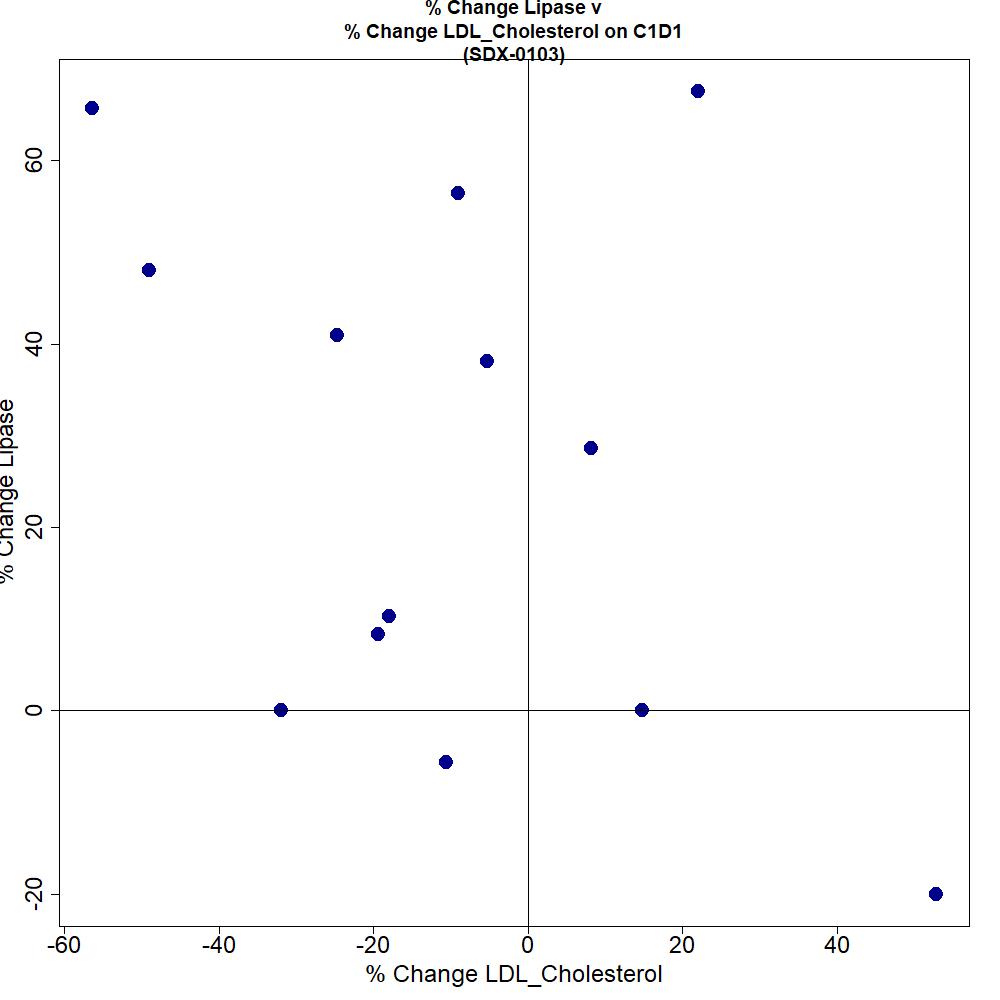 % Change Lipase v
% Change LDL_Cholesterol on C1D1
(SDX-0103)
% Change Lipase
60
40
20
0
-20
-60
-40
-20
0
20
40
% Change LDL_Cholesterol